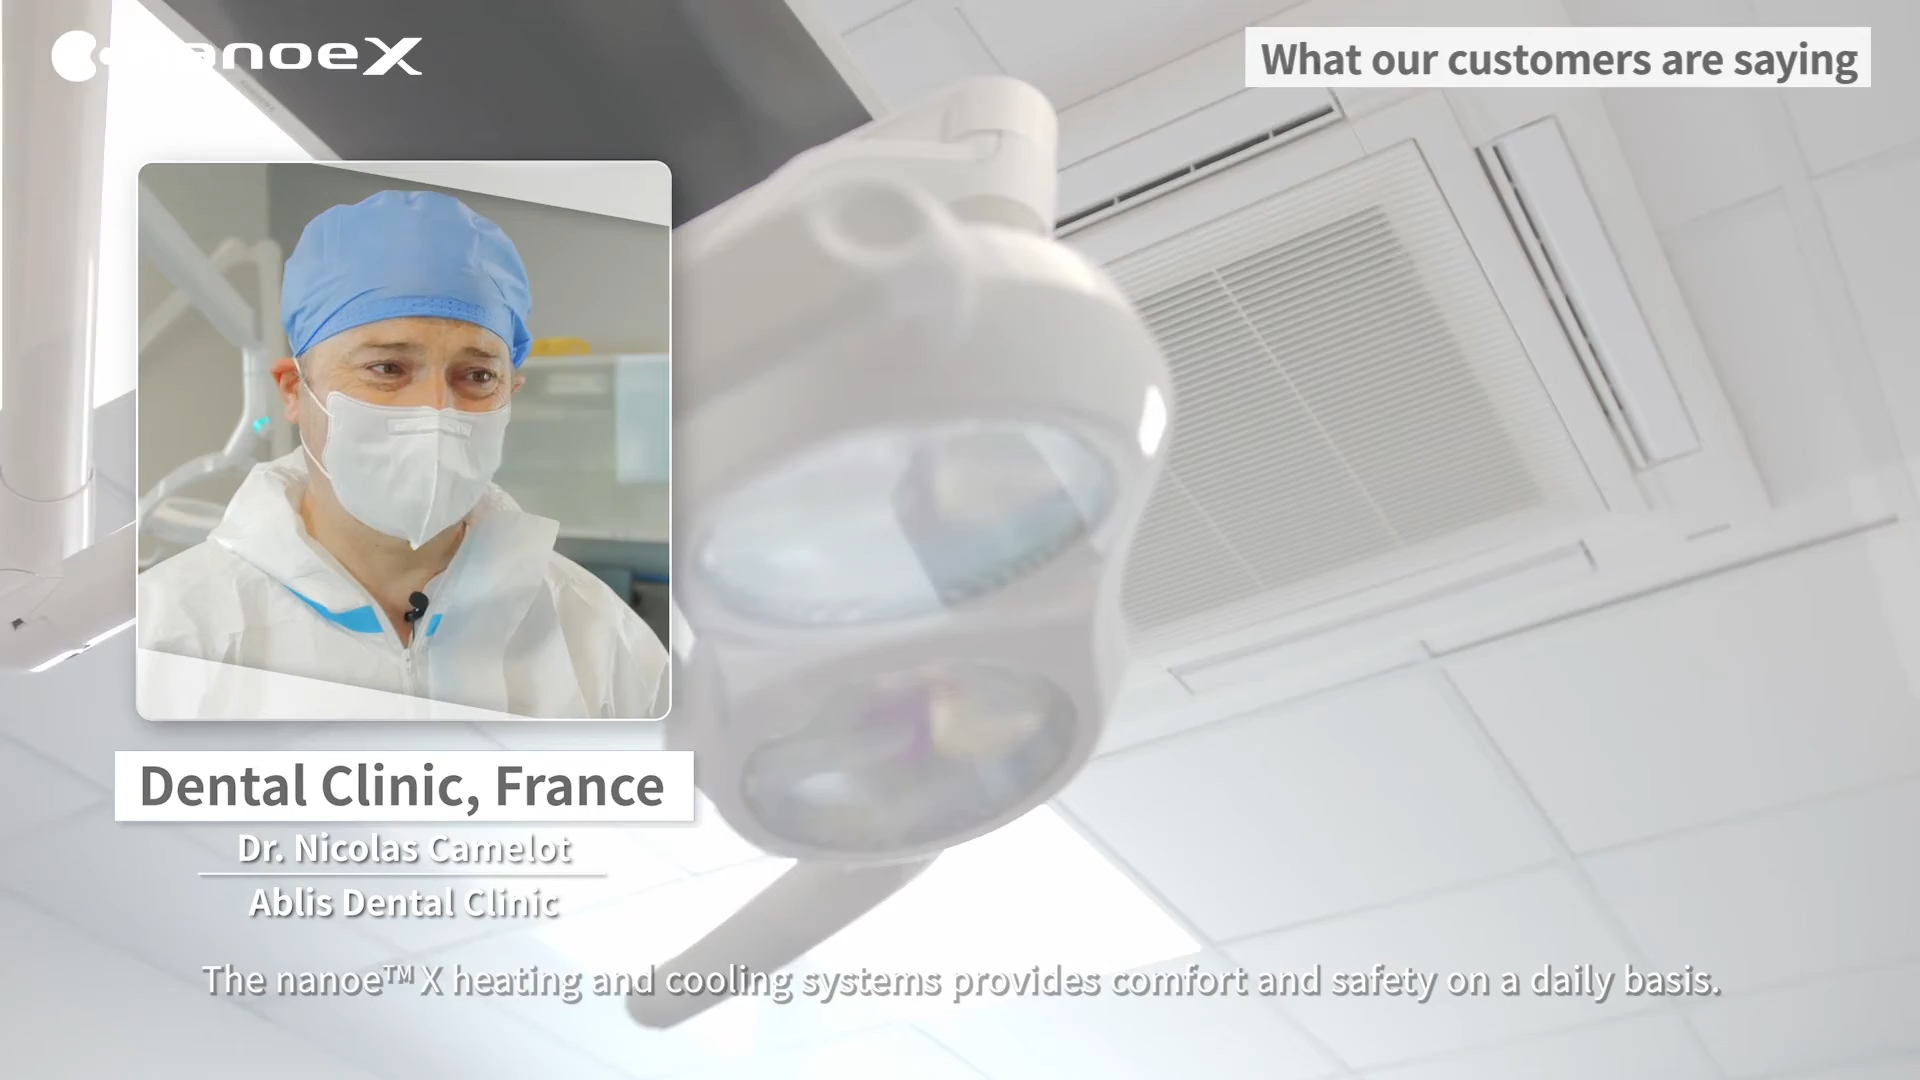 nanoeX
What our customers are saying
Dental Clinic, France
Dr. Nicolas Camelot
Ablis Dental Clinic
The nanoe™ X heating and cooling systems provides comfort and safety on a daily basis.